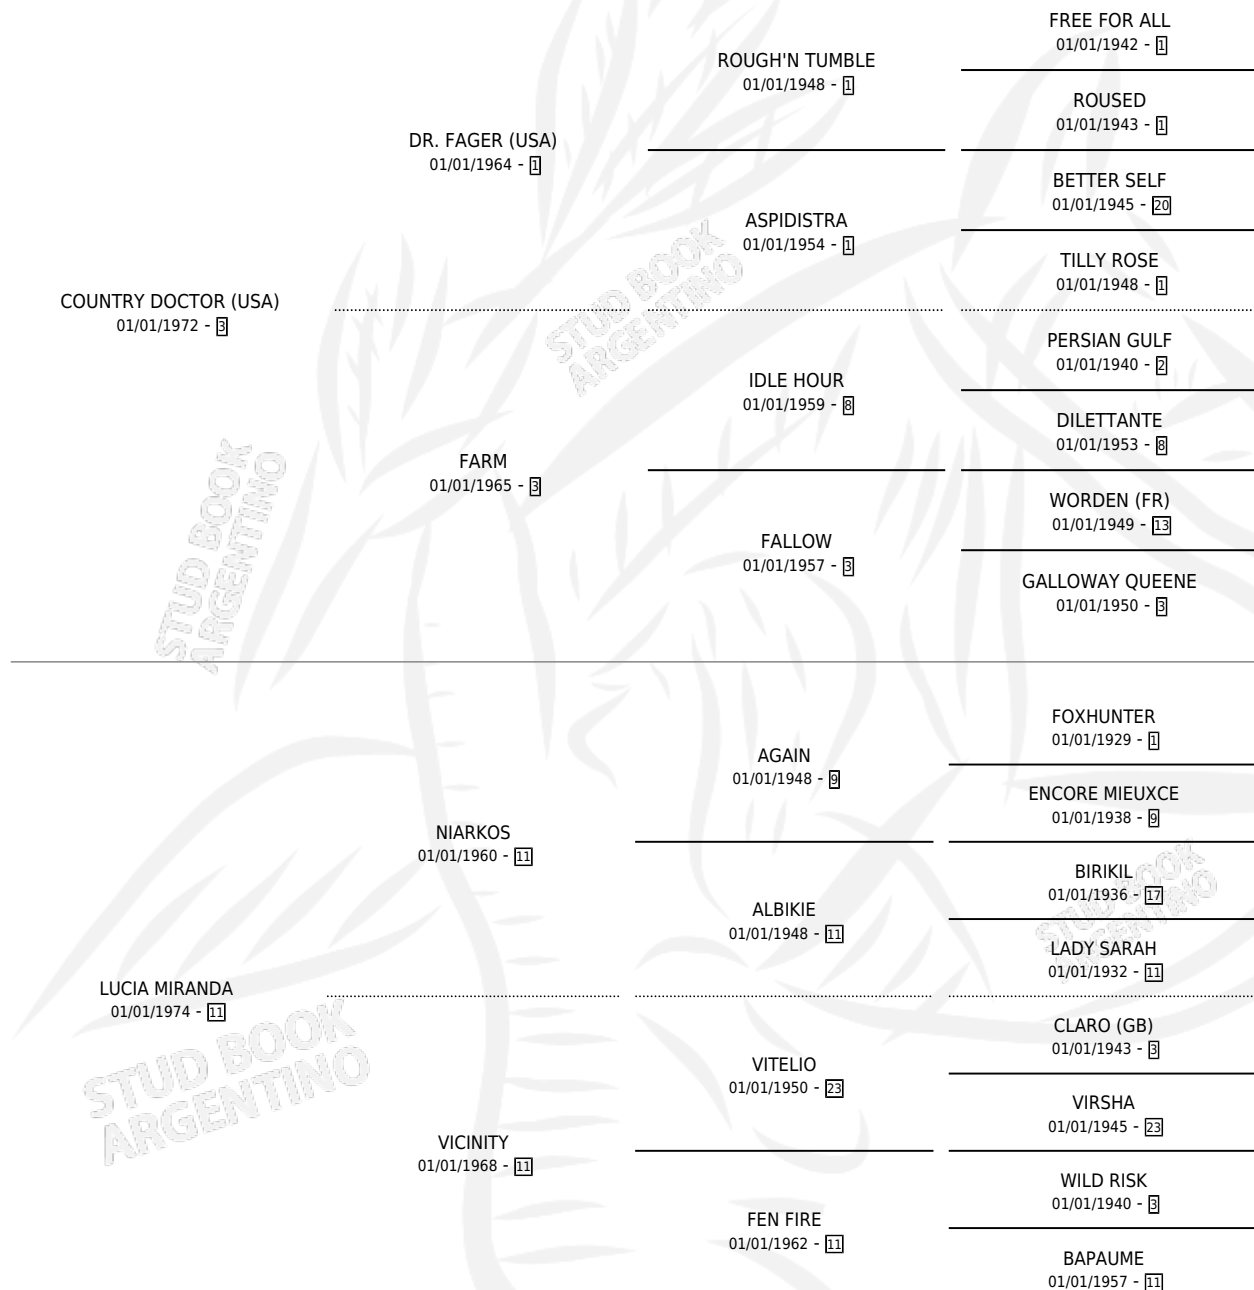 FREE FOR ALL
01/01/1942 - 1
ROUGH'N TUMBLE
01/01/1948 - 1
ROUSED
01/01/1943 - 1
DR. FAGER (USA)
01/01/1964 - 1
BETTER SELF
01/01/1945 - 20
ASPIDISTRA
01/01/1954 - 1
TILLY ROSE
01/01/1948 - 1
COUNTRY DOCTOR (USA)
01/01/1972 - 3
PERSIAN GULF
01/01/1940 - 2
IDLE HOUR
01/01/1959 - 8
DILETTANTE
01/01/1953 - 8
FARM
01/01/1965 - 3
WORDEN (FR)
01/01/1949 - 13
FALLOW
01/01/1957 - 3
GALLOWAY QUEENE
01/01/1950 - 3
STUD BOOK
ARGENTINO
STUD BOOK
ARGENTINO
FOXHUNTER
01/01/1929 - 1
AGAIN
01/01/1948 - 9
ENCORE MIEUXCE
01/01/1938 - 9
NIARKOS
01/01/1960 - 11
BIRIKIL
01/01/1936 - 17
ALBIKIE
01/01/1948 - 11
LADY SARAH
01/01/1932 - 11
LUCIA MIRANDA
01/01/1974 - 11
CLARO (GB)
01/01/1943 - 3
VITELIO
01/01/1950 - 23
VIRSHA
01/01/1945 - 23
VICINITY
01/01/1968 - 11
WILD RISK
01/01/1940 - 3
FEN FIRE
01/01/1962 - 11
BAPAUME
01/01/1957 - 11
STUD BOOK
ARGENTINO
STUD BOOK
ARGENTINO